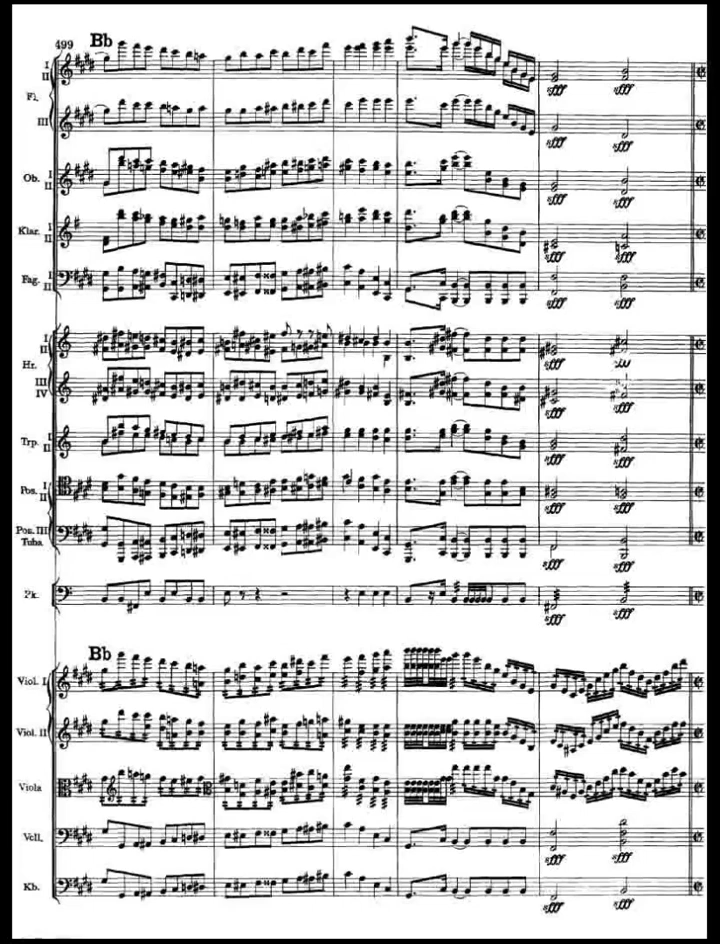 499 Bb
I
II
Fl.
III
Ob. I
II
Klar. I
II
Fag. I
II
I
II
Hr.
III
IV
Trp. I
II
Pos. I
II
Pos. III
Tuba.
Pk.
Bb
Viol. I
Viol. II
Viola
Vcll.
Kb.